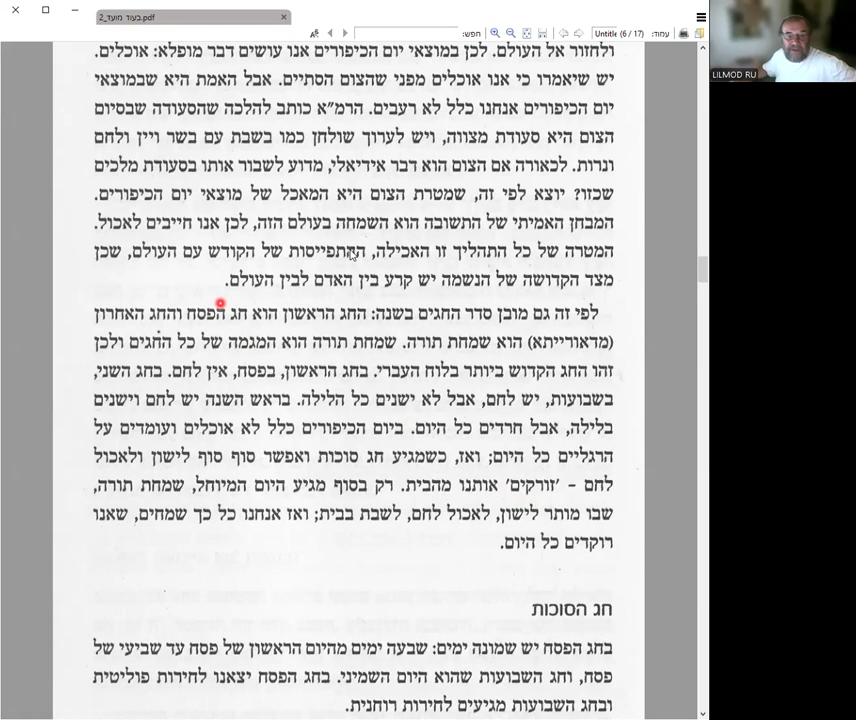 בעוד מועד_2.pdf
חפש:
Untitle (6 / 17)
עמוד:
LILMOD RU
ולחזור אל העולם. לכן במוצאי יום הכיפורים אנו עושים דבר מופלא: אוכלים.
יש שיאמרו כי אנו אוכלים מפני שהצום הסתיים. אבל האמת היא שבמוצאי
יום הכיפורים אנחנו כלל לא רעבים. הרמ״א כותב להלכה שהסעודה שבסיום
הצום היא סעודת מצווה, ויש לערוך שולחן כמו בשבת עם בשר ויין ולחם
ונרות. לכאורה אם הצום הוא דבר אידיאלי, מדוע לשבור אותו בסעודת מלכים
שכזו? יוצא לפי זה, שמטרת הצום היא המאכל של מוצאי יום הכיפורים.
המבחן האמיתי של התשובה הוא השמחה בעולם הזה, לכן אנו חייבים לאכול.
המטרה של כל התהליך זו האכילה, התפייסות של הקודש עם העולם, שכן
מצד הקדושה של הנשמה יש קרע בין האדם לבין העולם.
לפי זה גם מובן סדר החגים בשנה: החג הראשון הוא חג הפסח והחג האחרון
(מדאורייתא) הוא שמחת תורה. שמחת תורה הוא המגמה של כל החגים ולכן
זהו החג הקדוש ביותר בלוח העברי. בחג הראשון, בפסח, אין לחם. בחג השני,
בשבועות, יש לחם, אבל לא ישנים כל הלילה. בראש השנה יש לחם וישנים
בלילה, אבל חרדים כל היום. ביום הכיפורים כלל לא אוכלים ועומדים על
הרגליים כל היום; ואז, כשמגיע חג סוכות ואפשר סוף סוף לישון ולאכול
לחם – ׳זורקים׳ אותנו מהבית. רק בסוף מגיע היום המיוחל, שמחת תורה,
שבו מותר לישון, לאכול לחם, לשבת בבית; ואז אנחנו כל כך שמחים, שאנו
רוקדים כל היום.
חג הסוכות
בחג הפסח יש שמונה ימים: שבעה ימים מהיום הראשון של פסח עד שביעי של
פסח, וחג השבועות שהוא היום השמיני. בחג הפסח יצאנו לחירות פוליטית
ובחג השבועות מגיעים לחירות רוחנית.